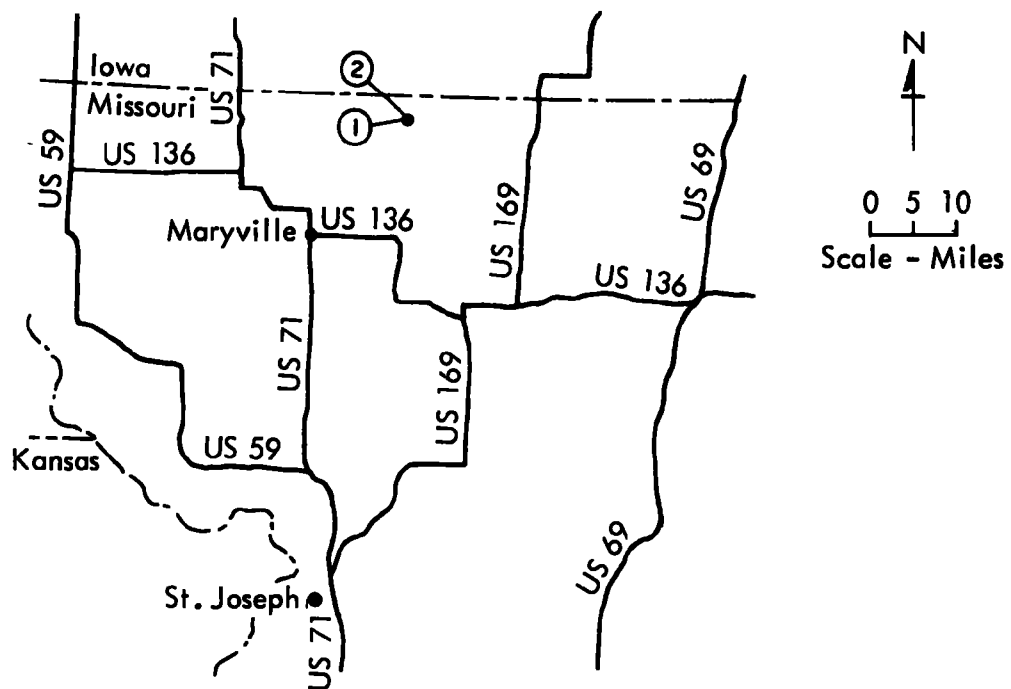 Iowa
Missouri
US 71
2
1
N
US 59
US 136
US 169
US 69
0 5 10
Scale - Miles
Maryville
US 136
US 136
US 71
US 169
US 59
Kansas
US 69
St. Joseph
US 71